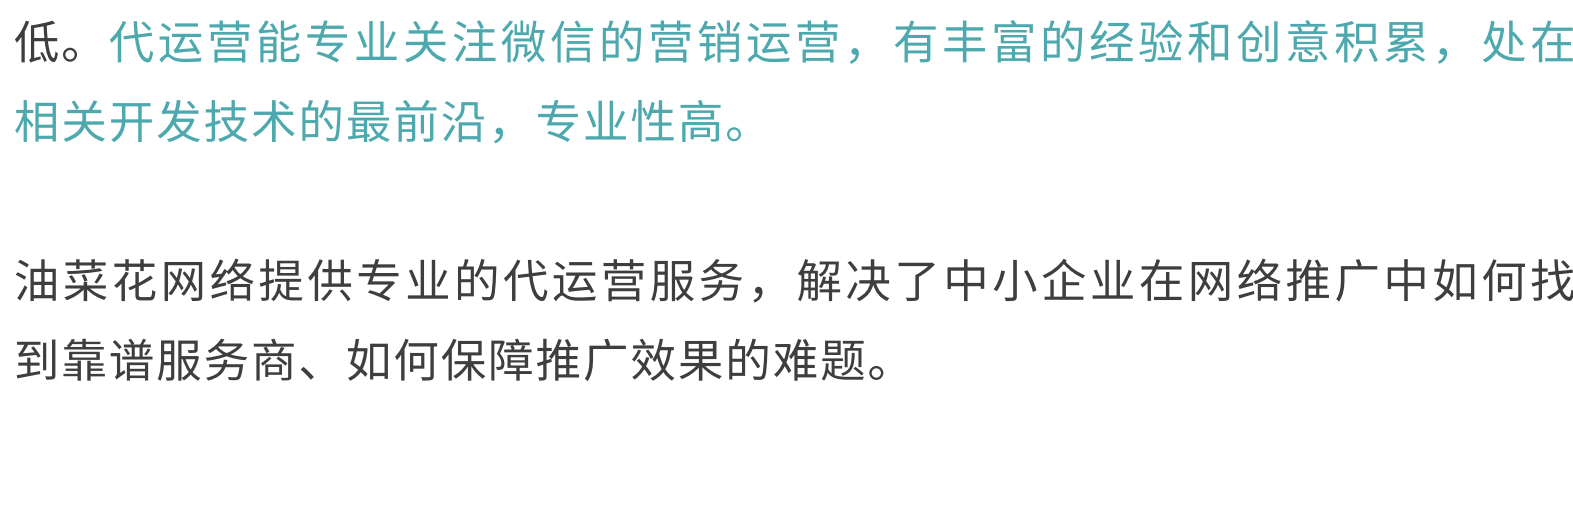 低。代运营能专业关注微信的营销运营，有丰富的经验和创意积累，处在
相关开发技术的最前沿，专业性高。
油菜花网络提供专业的代运营服务，解决了中小企业在网络推广中如何找
到靠谱服务商、如何保障推广效果的难题。